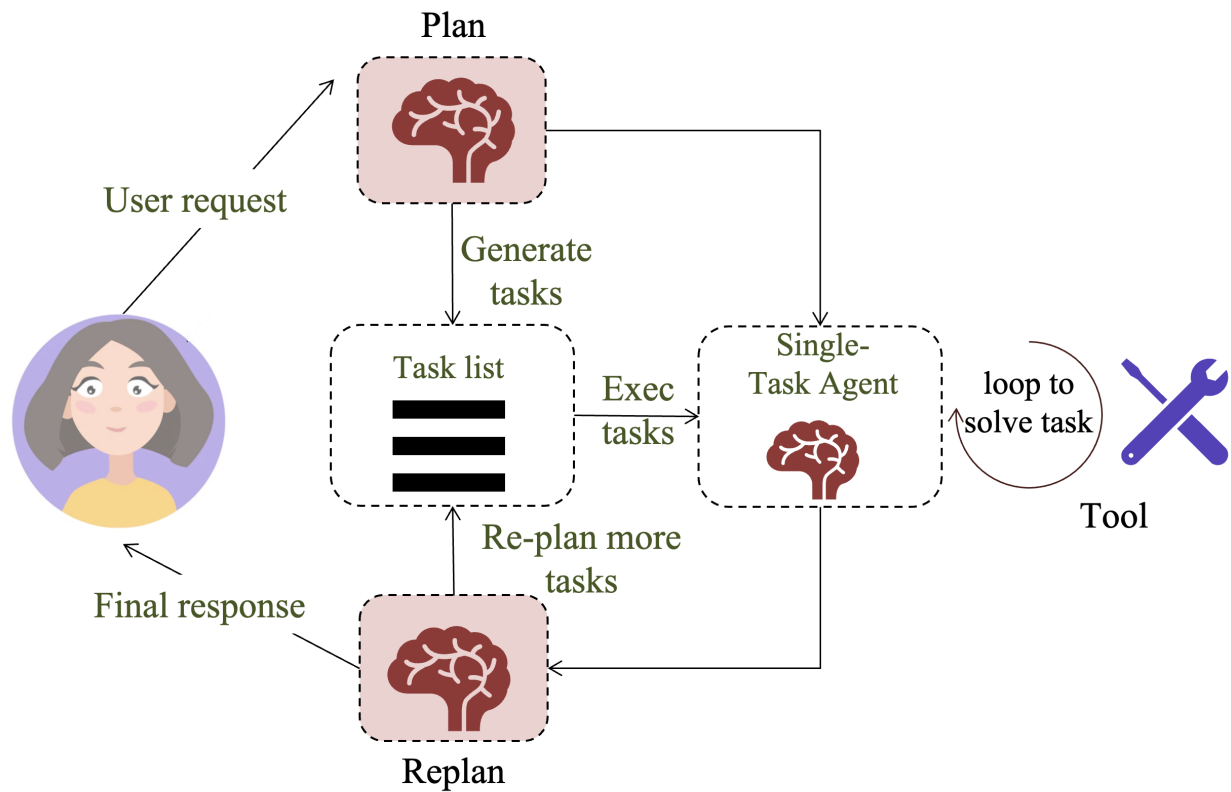 Plan
User request
Generate
tasks
Task list
Exec
tasks
Single-
Task Agent
loop to
solve task
Tool
Re-plan more
tasks
Final response
Replan